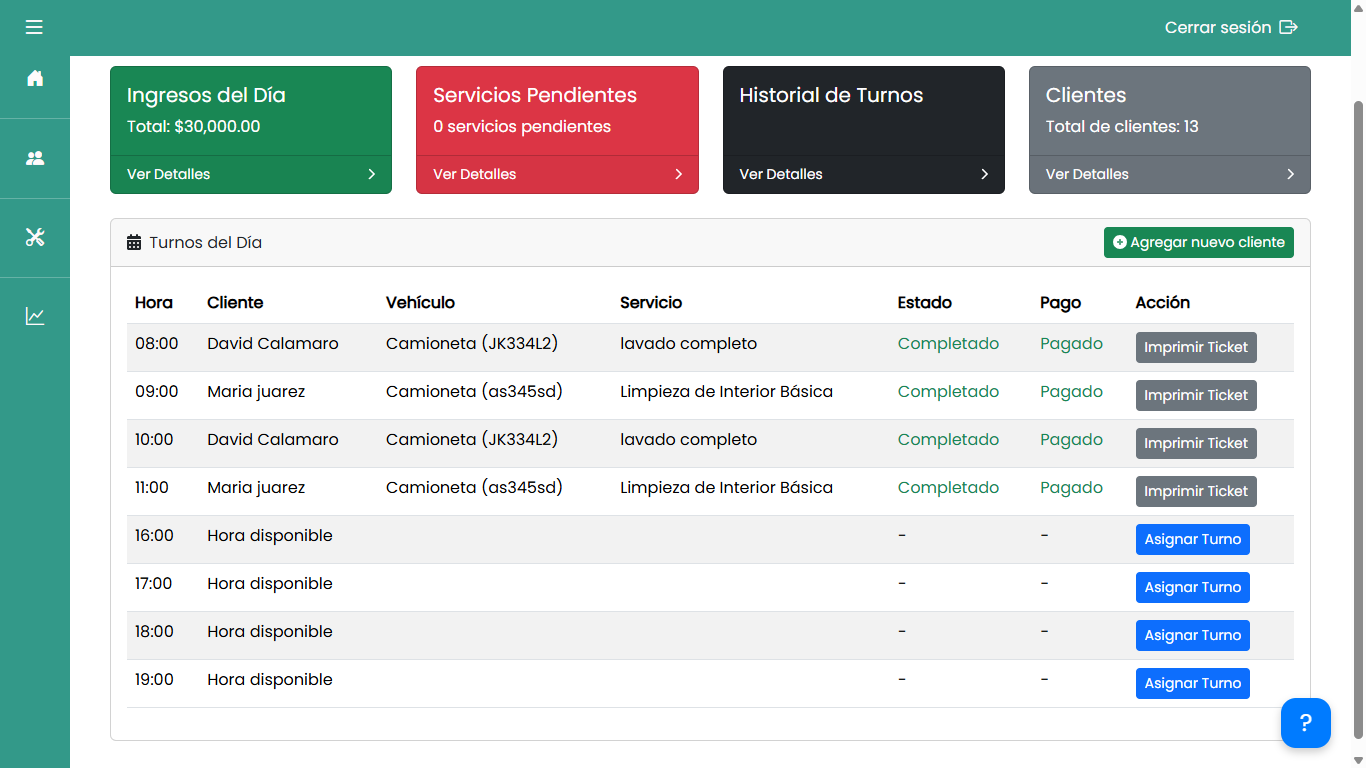 Cerrar sesión
Ingresos del Día
Total: $30,000.00
Ver Detalles
Servicios Pendientes
0 servicios pendientes
Ver Detalles
Historial de Turnos
Ver Detalles
Clientes
Total de clientes: 13
Ver Detalles
Turnos del Día
Agregar nuevo cliente
Hora Cliente Vehículo Servicio Estado Pago Acción
08:00 David Calamaro Camioneta (JK334L2) lavado completo Completado Pagado Imprimir Ticket
09:00 Maria juarez Camioneta (as345sd) Limpieza de Interior Básica Completado Pagado Imprimir Ticket
10:00 David Calamaro Camioneta (JK334L2) lavado completo Completado Pagado Imprimir Ticket
11:00 Maria juarez Camioneta (as345sd) Limpieza de Interior Básica Completado Pagado Imprimir Ticket
16:00 Hora disponible - - Asignar Turno
17:00 Hora disponible - - Asignar Turno
18:00 Hora disponible - - Asignar Turno
19:00 Hora disponible - - Asignar Turno
?